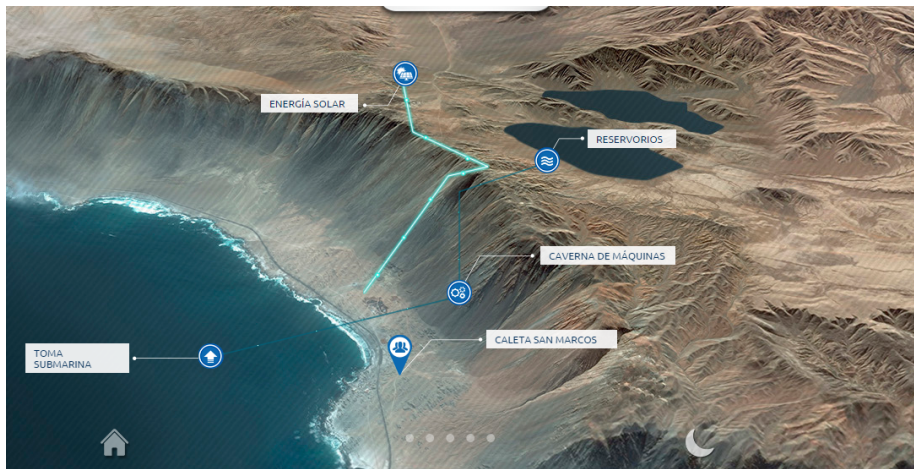 ENERGÍA SOLAR
RESERVORIOS
CAVERNA DE MÁQUINAS
CALETA SAN MARCOS
TOMA
SUBMARINA